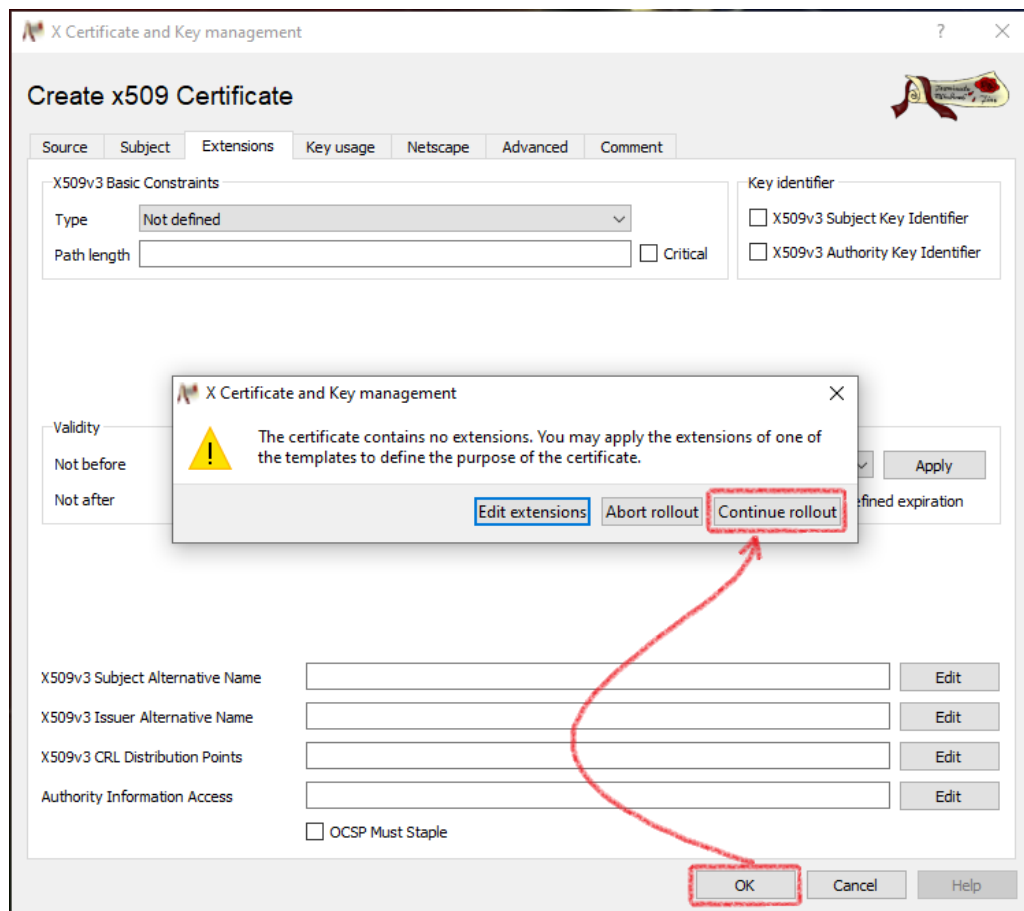 X Certificate and Key management
Create x509 Certificate
Source Subject Extensions Key usage Netscape Advanced Comment
X509v3 Basic Constraints
Type Not defined
Path length Critical
Key identifier
X509v3 Subject Key Identifier
X509v3 Authority Key Identifier
X Certificate and Key management
The certificate contains no extensions. You may apply the extensions of one of
the templates to define the purpose of the certificate.
Edit extensions Abort rollout Continue rollout
Validity
Not before
Apply
Not after
efined expiration
X509v3 Subject Alternative Name Edit
X509v3 Issuer Alternative Name Edit
X509v3 CRL Distribution Points Edit
Authority Information Access Edit
OCSP Must Staple
OK Cancel Help